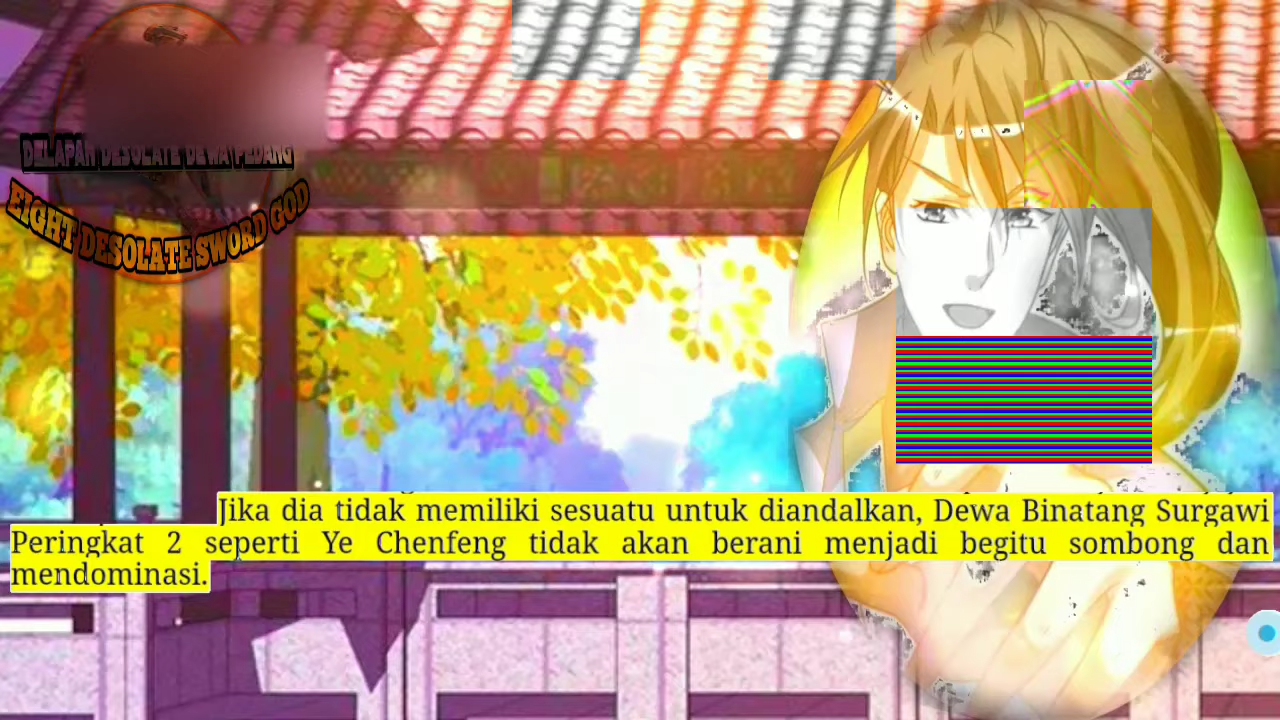 DELAPAN DESOLATE DEWA PEDANG
EIGHT DESOLATE SWORD GOD
Jika dia tidak memiliki sesuatu untuk diandalkan, Dewa Binatang Surgawi
Peringkat 2 seperti Ye Chenfeng tidak akan berani menjadi begitu sombong dan
mendominasi.